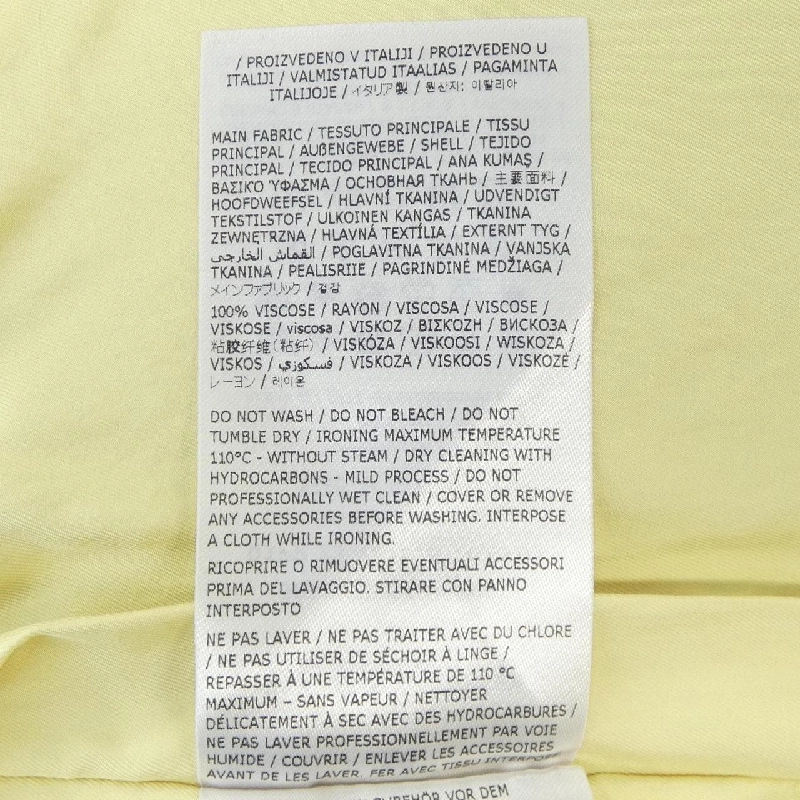 / PROIZVEDENO V ITALIJI / PROIZVEDENO U
ITALIJI / VALMISTATUD ITAALIAS / PAGAMINTA
ITALIJOJE / イタリア製 / 원산지: 이탈리아
MAIN FABRIC / TESSUTO PRINCIPALE / TISSU
PRINCIPAL / AUßENGEWEBE / SHELL / TEJIDO
PRINCIPAL / TECIDO PRINCIPAL / ANA KUMAŞ /
ΒΑΣΙΚΌ ΎΦΑΣΜΑ / ОСНОВНАЯ ТКАНЬ / 主要面料 /
HOOFDWEEFSEL / HLAVNÍ TKANINA / UDVENDIGT
TEKSTILSTOF / ULKOINEN KANGAS / TKANINA
ZEWNĘTRZNA / HLAVNÁ TEXTÍLIA / EXTERNT TYG /
القماش الخارجي / POGLAVITNA TKANINA / VANJSKA
TKANINA / PEALISRIIE / PAGRINDINĖ MEDŽIAGA /
メインファブリック / 겉감
100% VISCOSE / RAYON / VISCOSA / VISCOSE /
VISKOSE / viscosa / VISKOZ / ΒΙΣΚΌΖΗ / ВИСКОЗА /
粘胶纤维(粘纤) / VISKÓZA / VISKOOSI / WISKOZA /
VISKOS / فسكوزي / VISKOZA / VISKOOS / VISKOZĖ /
レーヨン / 레이온
DO NOT WASH / DO NOT BLEACH / DO NOT
TUMBLE DRY / IRONING MAXIMUM TEMPERATURE
110°C - WITHOUT STEAM / DRY CLEANING WITH
HYDROCARBONS - MILD PROCESS / DO NOT
PROFESSIONALLY WET CLEAN / COVER OR REMOVE
ANY ACCESSORIES BEFORE WASHING. INTERPOSE
A CLOTH WHILE IRONING.
RICOPRIRE O RIMUOVERE EVENTUALI ACCESSORI
PRIMA DEL LAVAGGIO. STIRARE CON PANNO
INTERPOSTO
NE PAS LAVER / NE PAS TRAITER AVEC DU CHLORE
/ NE PAS UTILISER DE SÉCHOIR À LINGE /
REPASSER À UNE TEMPÉRATURE DE 110 °C
MAXIMUM – SANS VAPEUR / NETTOYER
DÉLICATEMENT À SEC AVEC DES HYDROCARBURES /
NE PAS LAVER PROFESSIONNELLEMENT PAR VOIE
HUMIDE / COUVRIR / ENLEVER LES ACCESSOIRES
AVANT DE LES LAVER. FER AVEC TISSU INTERPOSÉ
ZUBEHÖR VOR DEM